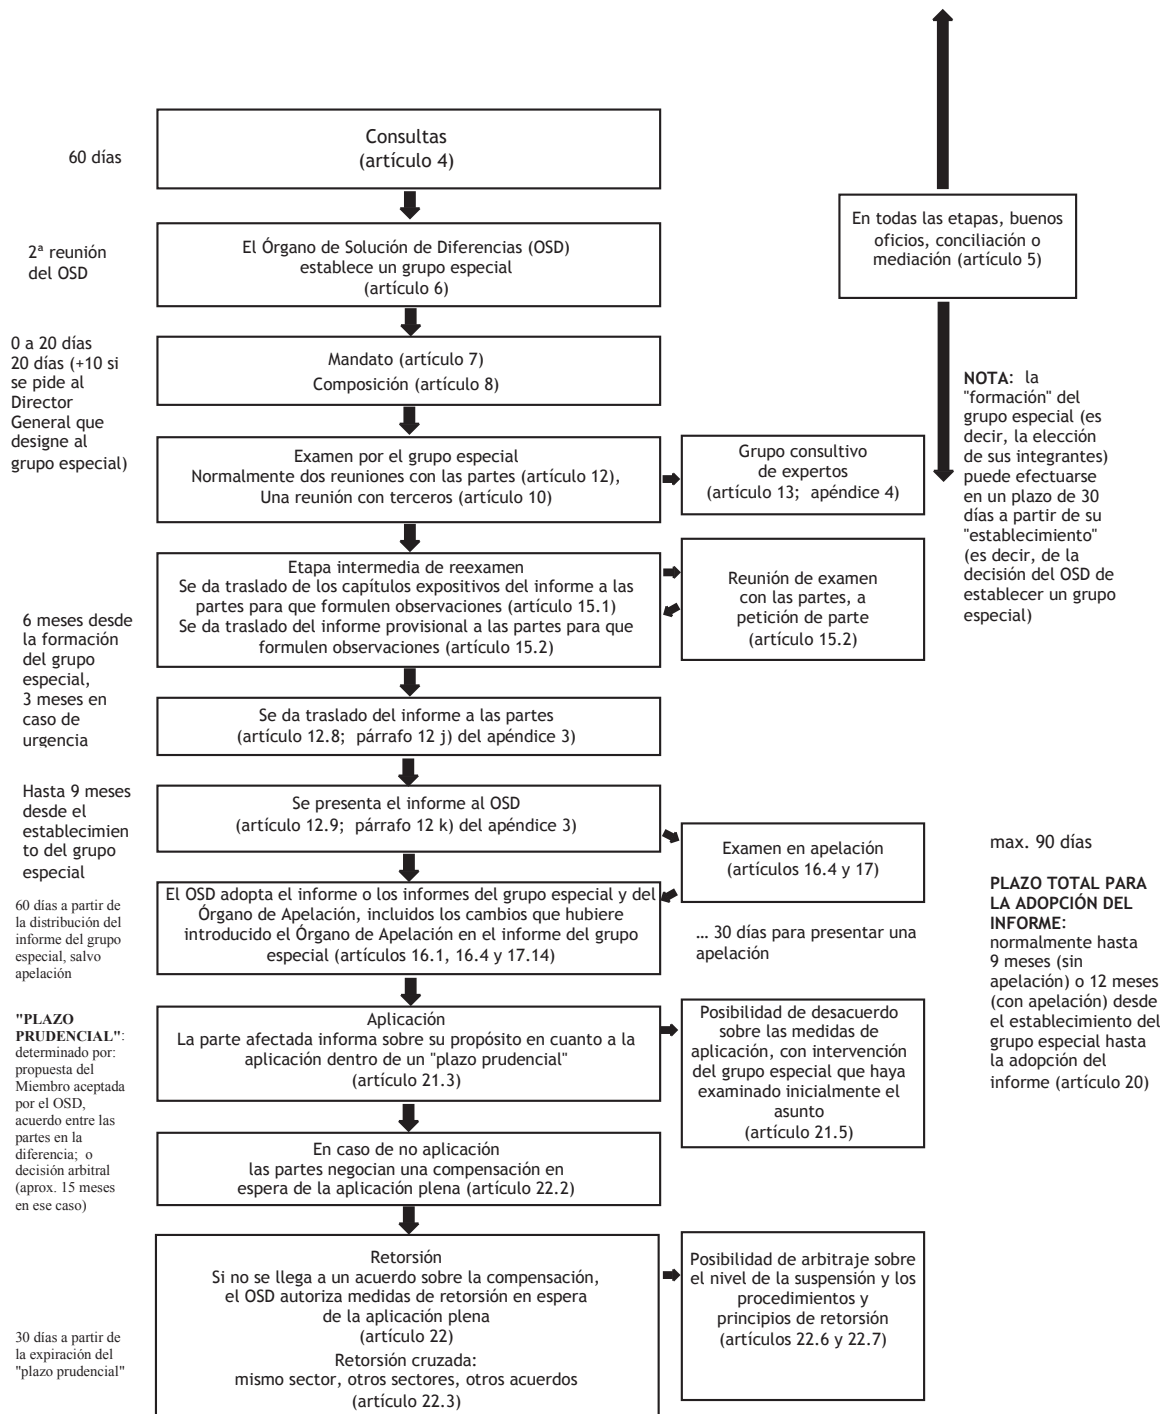 60 días
Consultas
(artículo 4)
En todas las etapas, buenos
oficios, conciliación o
mediación (artículo 5)
2ª reunión
del OSD
El Órgano de Solución de Diferencias (OSD)
establece un grupo especial
(artículo 6)
0 a 20 días
20 días (+10 si
se pide al
Director
General que
designe al
grupo especial)
Mandato (artículo 7)
Composición (artículo 8)
NOTA: la
"formación" del
grupo especial (es
decir, la elección
de sus integrantes)
puede efectuarse
en un plazo de 30
días a partir de su
"establecimiento"
(es decir, de la
decisión del OSD de
establecer un grupo
especial)
Examen por el grupo especial
Normalmente dos reuniones con las partes (artículo 12),
Una reunión con terceros (artículo 10)
Grupo consultivo
de expertos
(artículo 13; apéndice 4)
Etapa intermedia de reexamen
Se da traslado de los capítulos expositivos del informe a las
partes para que formulen observaciones (artículo 15.1)
Se da traslado del informe provisional a las partes para que
formulen observaciones (artículo 15.2)
Reunión de examen
con las partes, a
petición de parte
(artículo 15.2)
6 meses desde
la formación
del grupo
especial,
3 meses en
caso de
urgencia
Se da traslado del informe a las partes
(artículo 12.8; párrafo 12 j) del apéndice 3)
Hasta 9 meses
desde el
establecimien
to del grupo
especial
Se presenta el informe al OSD
(artículo 12.9; párrafo 12 k) del apéndice 3)
Examen en apelación
(artículos 16.4 y 17)
max. 90 días
PLAZO TOTAL PARA
LA ADOPCIÓN DEL
INFORME:
normalmente hasta
9 meses (sin
apelación) o 12 meses
(con apelación) desde
el establecimiento del
grupo especial hasta
la adopción del
informe (artículo 20)
60 días a partir de
la distribución del
informe del grupo
especial, salvo
apelación
El OSD adopta el informe o los informes del grupo especial y del
Órgano de Apelación, incluidos los cambios que hubiere
introducido el Órgano de Apelación en el informe del grupo
especial (artículos 16.1, 16.4 y 17.14)
... 30 días para presentar una
apelación
"PLAZO
PRUDENCIAL":
determinado por:
propuesta del
Miembro aceptada
por el OSD,
acuerdo entre las
partes en la
diferencia; o
decisión arbitral
(aprox. 15 meses
en ese caso)
Aplicación
La parte afectada informa sobre su propósito en cuanto a la
aplicación dentro de un "plazo prudencial"
(artículo 21.3)
Posibilidad de desacuerdo
sobre las medidas de
aplicación, con intervención
del grupo especial que haya
examinado inicialmente el
asunto
(artículo 21.5)
En caso de no aplicación
las partes negocian una compensación en
espera de la aplicación plena (artículo 22.2)
30 días a partir de
la expiración del
"plazo prudencial"
Retorsión
Si no se llega a un acuerdo sobre la compensación,
el OSD autoriza medidas de retorsión en espera
de la aplicación plena
(artículo 22)
Retorsión cruzada:
mismo sector, otros sectores, otros acuerdos
(artículo 22.3)
Posibilidad de arbitraje sobre
el nivel de la suspensión y los
procedimientos y
principios de retorsión
(artículos 22.6 y 22.7)